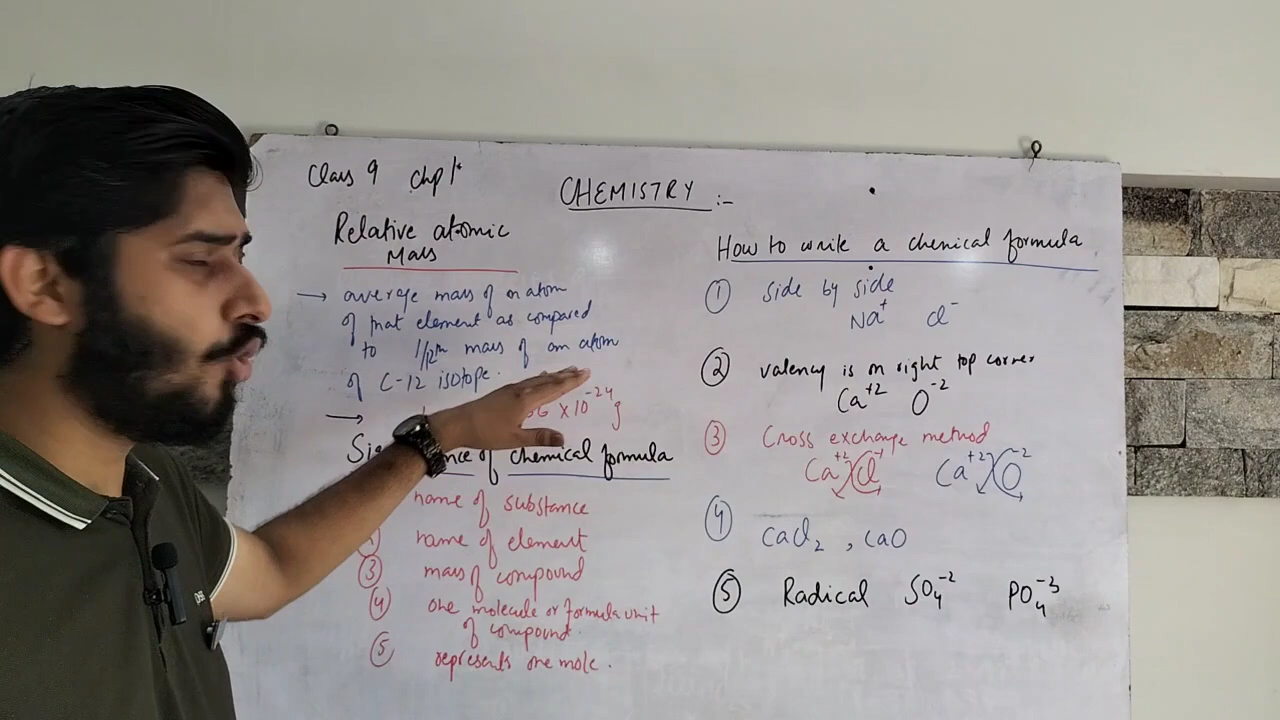 Class 9 chp 1*
CHEMISTRY :-
Relative atomic
Mass
→ average mass of an atom
of that element as compared
to 1/12th mass of an atom
of C-12 isotope.
→ × 10⁻²⁴ g
of chemical formula
name of substance
name of element
③ mass of compound
④ one molecule or formula unit
of compound.
⑤ represents one mole.
How to write a chemical formula
① side by side
Na⁺ Cl⁻
② valency is on right top corner
Ca⁺² O⁻²
③ Cross exchange method
Ca⁺² Cl⁻¹ Ca⁺² O⁻²
④ CaCl₂ , CaO
⑤ Radical SO₄⁻² PO₄⁻³